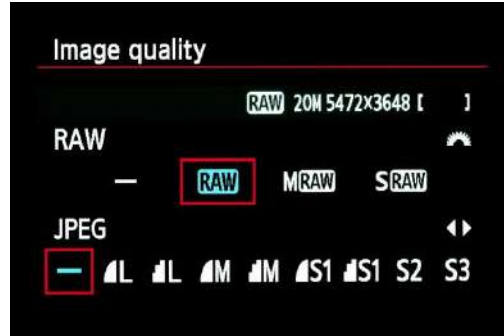 Image quality
RAW 20M 5472x3648 [ ]
RAW
— RAW MRAW SRAW
JPEG
— L L M M S1 S1 S2 S3